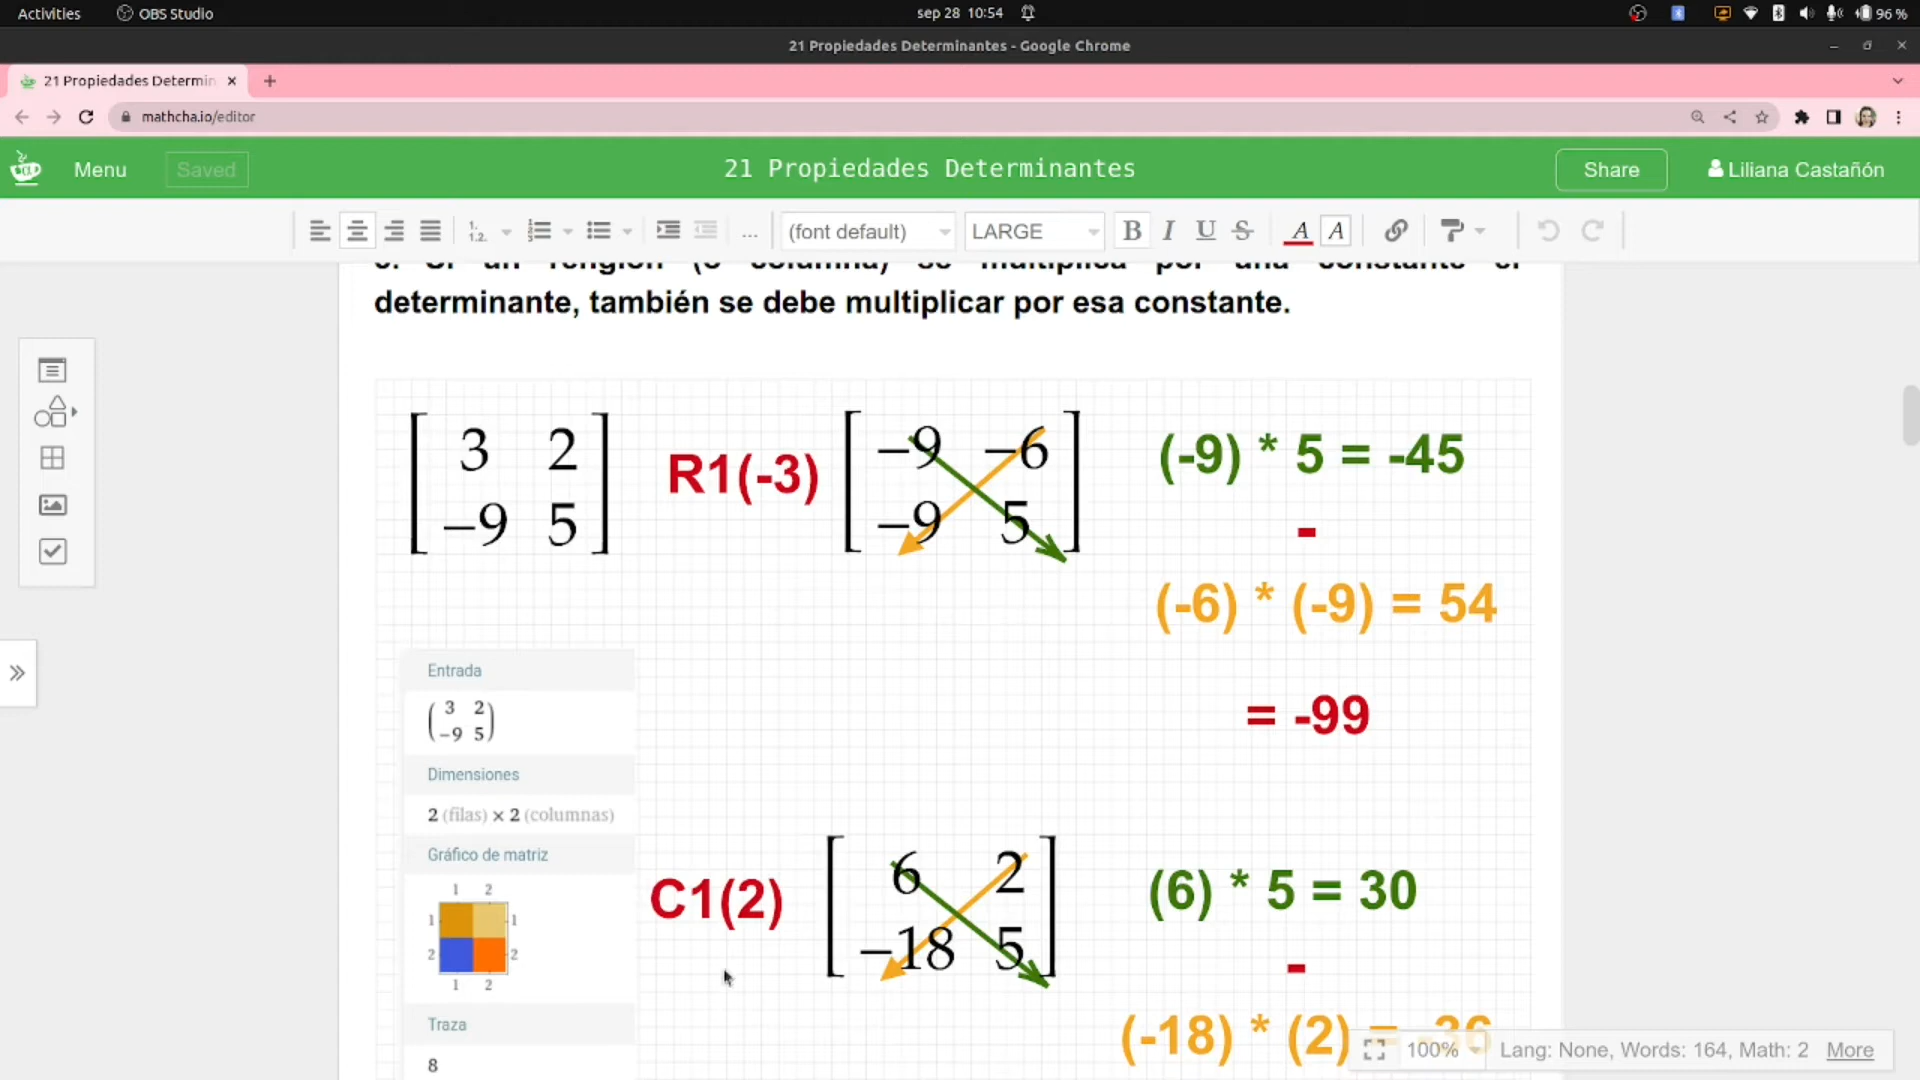 Activities OBS Studio sep 28 10:54 96 %
21 Propiedades Determinantes - Google Chrome
21 Propiedades Determin
mathcha.io/editor
Menu Saved 21 Propiedades Determinantes Share Liliana Castañón
(font default) LARGE B I U S A A
determinante, también se debe multiplicar por esa constante.
3 2
−9 5
R1(-3)
−9 −6
−9 5
(-9) * 5 = -45
-
(-6) * (-9) = 54
= -99
Entrada
3 2
−9 5
Dimensiones
2 (filas) × 2 (columnas)
Gráfico de matriz
1 2
1 1
2 2
1 2
Traza
8
C1(2)
6 2
−18 5
(6) * 5 = 30
-
(-18) * (2) = -36
100% Lang: None, Words: 164, Math: 2 More